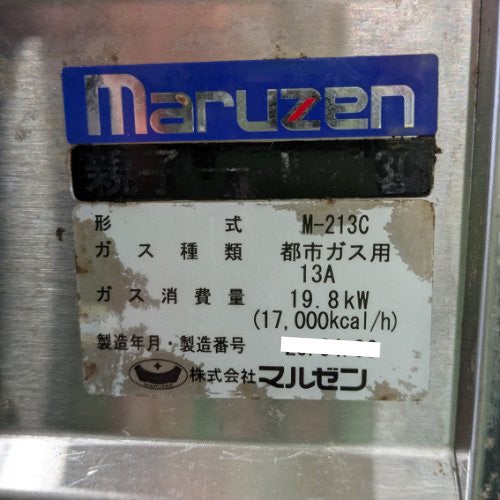 maruzen
形 式 M-213C
ガス種類 都市ガス用
13A
ガス消費量 19.8kW
(17,000kcal/h)
製造年月・製造番号
MARUZEN
株式会社マルゼン